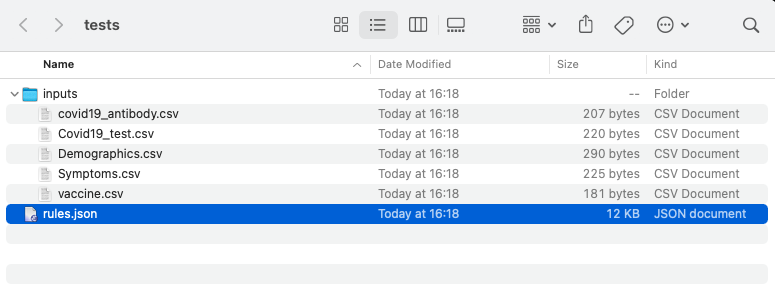 tests
Name Date Modified Size Kind
inputs Today at 16:18 -- Folder
covid19_antibody.csv Today at 16:18 207 bytes CSV Document
Covid19_test.csv Today at 16:18 220 bytes CSV Document
Demographics.csv Today at 16:18 290 bytes CSV Document
Symptoms.csv Today at 16:18 225 bytes CSV Document
vaccine.csv Today at 16:18 181 bytes CSV Document
rules.json Today at 16:18 12 KB JSON document